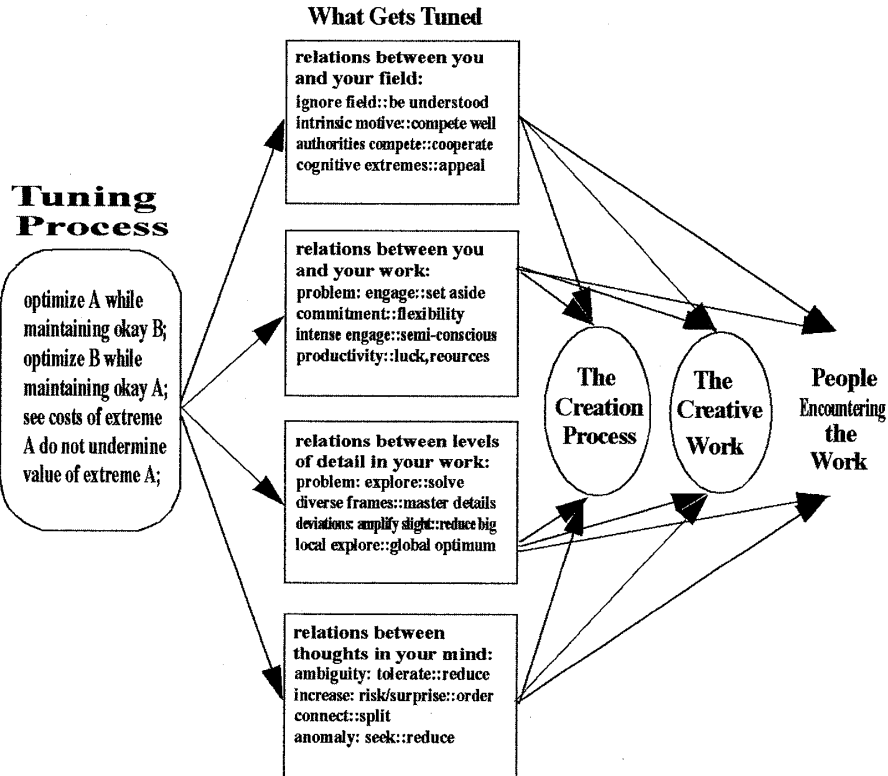 What Gets Tuned
Tuning
Process
optimize A while
maintaining okay B;
optimize B while
maintaining okay A;
see costs of extreme
A do not undermine
value of extreme A;
relations between you
and your field:
ignore field::be understood
intrinsic motive::compete well
authorities compete::cooperate
cognitive extremes::appeal
relations between you
and your work:
problem: engage::set aside
commitment::flexibility
intense engage::semi-conscious
productivity::luck,reources
relations between levels
of detail in your work:
problem: explore::solve
diverse frames::master details
deviations: amplify slight::reduce big
local explore::global optimum
relations between
thoughts in your mind:
ambiguity: tolerate::reduce
increase: risk/surprise::order
connect::split
anomaly: seek::reduce
The
Creation
Process
The
Creative
Work
People
Encountering
the
Work